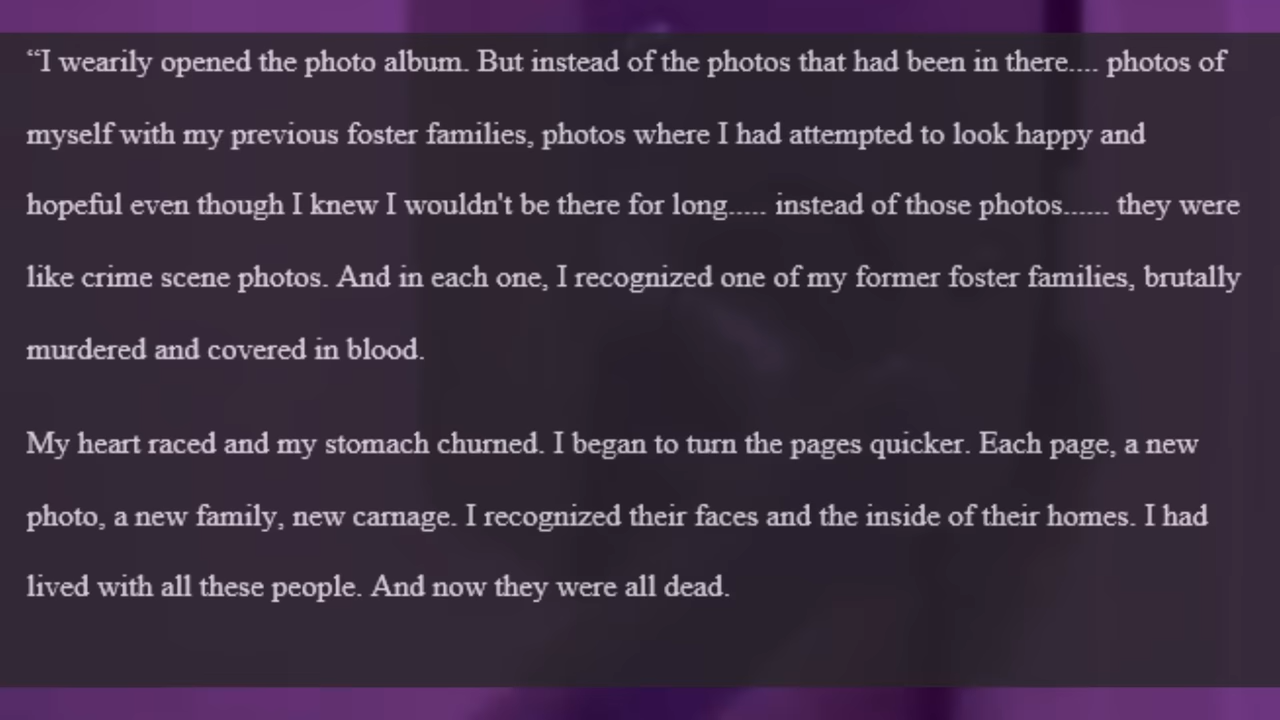 “I wearily opened the photo album. But instead of the photos that had been in there.... photos of
myself with my previous foster families, photos where I had attempted to look happy and
hopeful even though I knew I wouldn't be there for long..... instead of those photos...... they were
like crime scene photos. And in each one, I recognized one of my former foster families, brutally
murdered and covered in blood.
My heart raced and my stomach churned. I began to turn the pages quicker. Each page, a new
photo, a new family, new carnage. I recognized their faces and the inside of their homes. I had
lived with all these people. And now they were all dead.